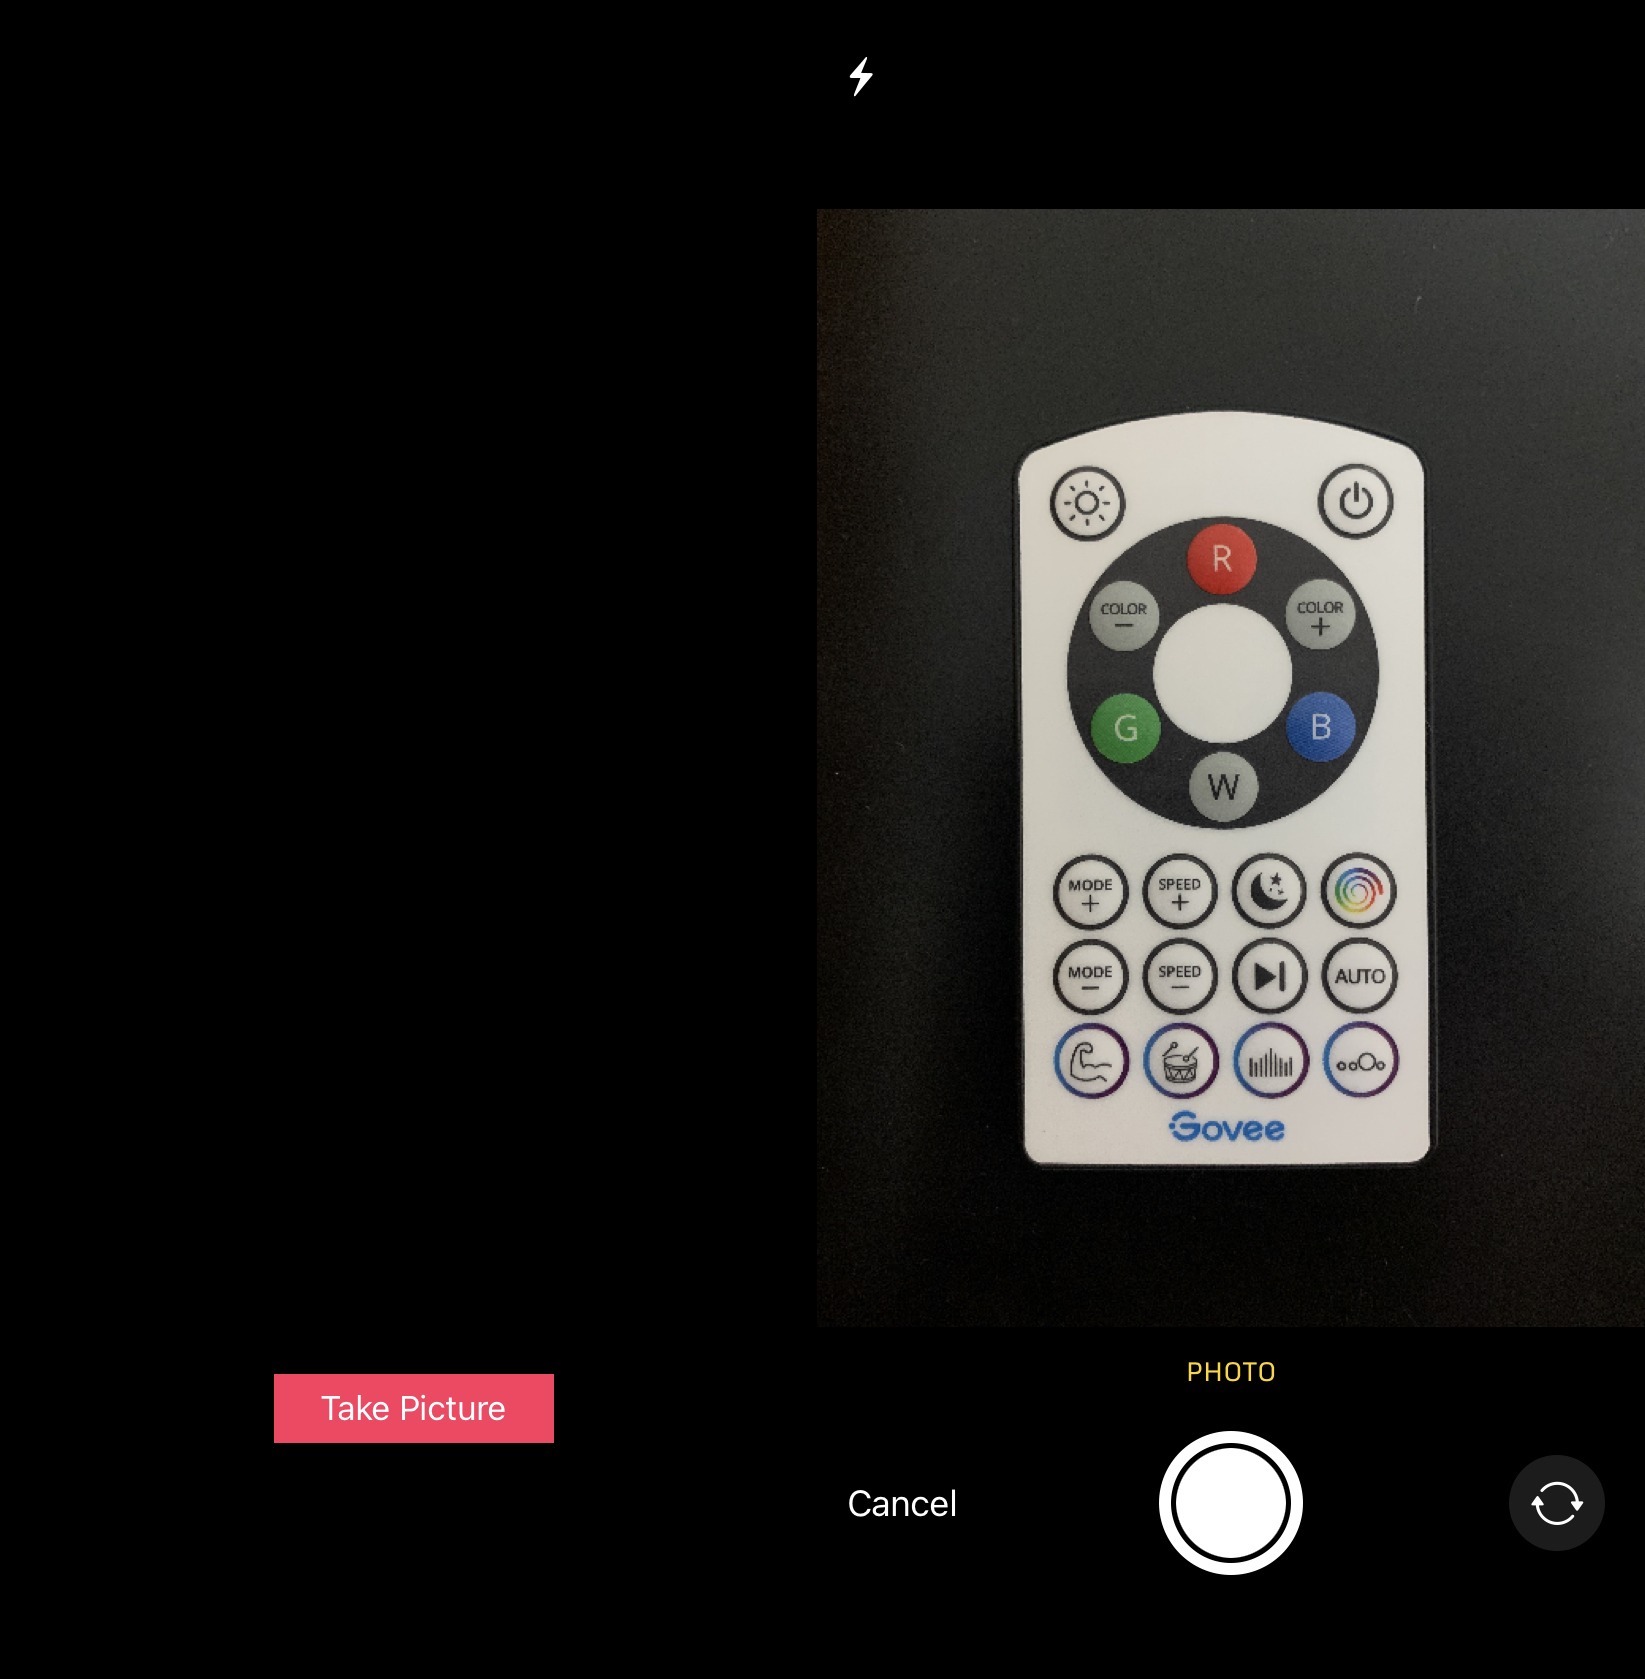 R
COLOR
−
COLOR
+
G
B
W
MODE
+
SPEED
+
MODE
−
SPEED
−
AUTO
Govee
Take Picture
PHOTO
Cancel